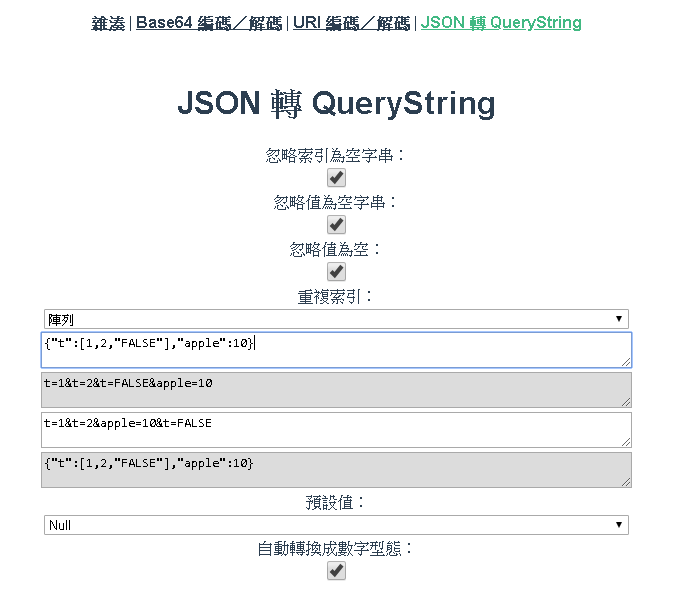 雜湊 | Base64 編碼／解碼 | URI 編碼／解碼 | JSON 轉 QueryString
JSON 轉 QueryString
忽略索引為空字串：
忽略值為空字串：
忽略值為空：
重複索引：
陣列
{"t":[1,2,"FALSE"],"apple":10}
t=1&t=2&t=FALSE&apple=10
t=1&t=2&apple=10&t=FALSE
{"t":[1,2,"FALSE"],"apple":10}
預設值：
Null
自動轉換成數字型態：